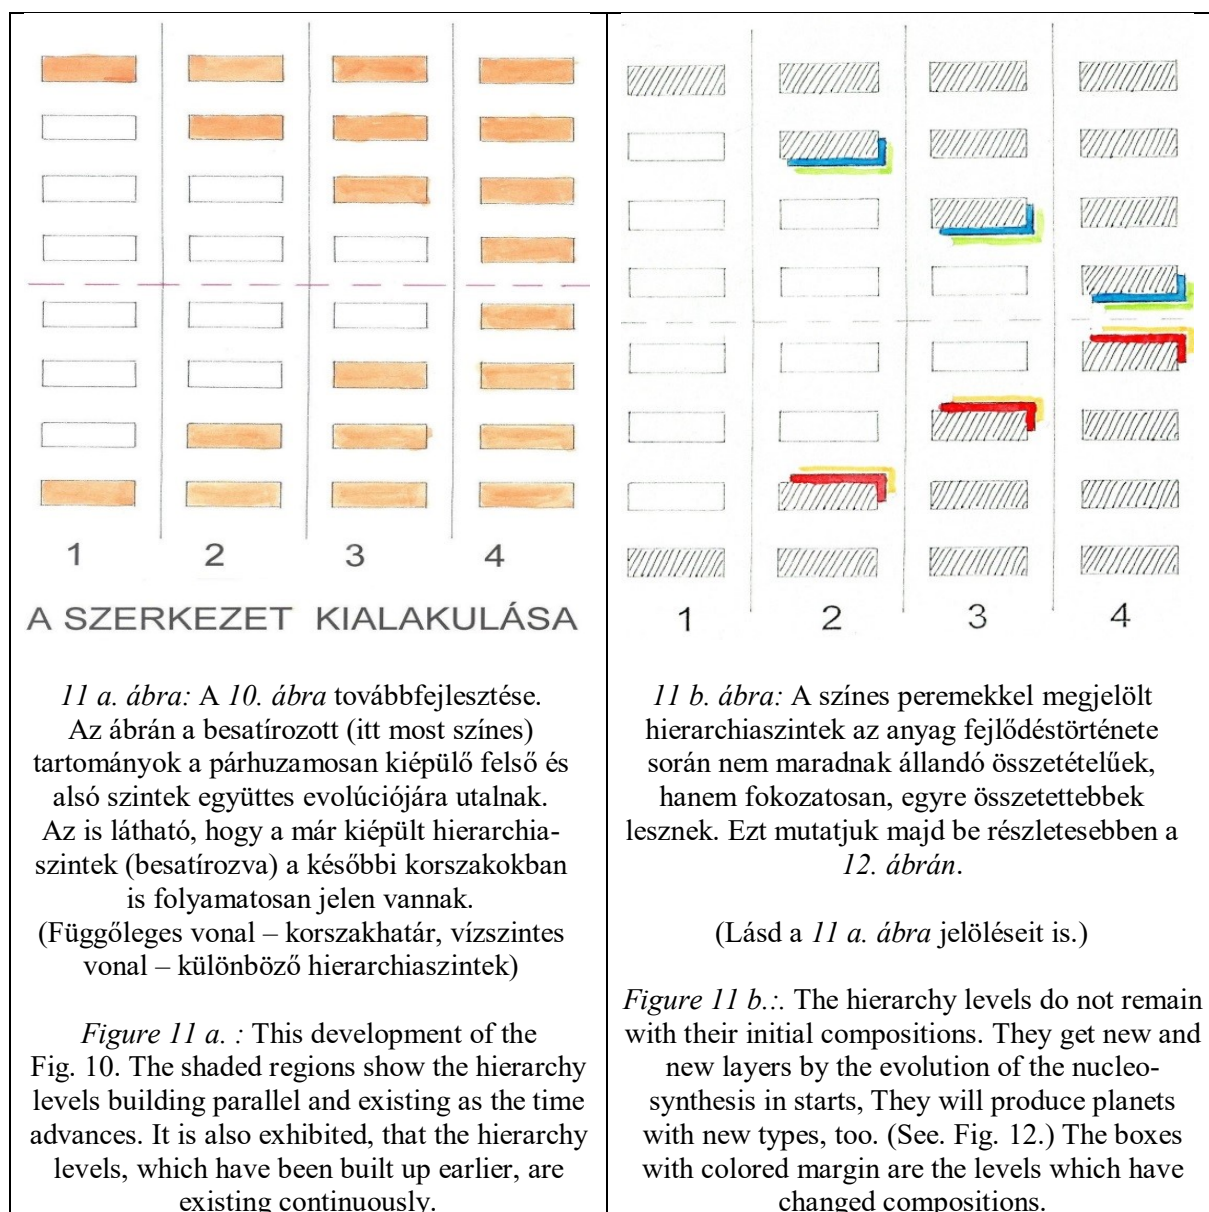 1 2 3 4
A SZERKEZET KIALAKULÁSA
11 a. ábra: A 10. ábra továbbfejlesztése.
Az ábrán a besatírozott (itt most színes)
tartományok a párhuzamosan kiépülő felső és
alsó szintek együttes evolúciójára utalnak.
Az is látható, hogy a már kiépült hierarchia-
szintek (besatírozva) a későbbi korszakokban
is folyamatosan jelen vannak.
(Függőleges vonal – korszakhatár, vízszintes
vonal – különböző hierarchiaszintek)
Figure 11 a. : This development of the
Fig. 10. The shaded regions show the hierarchy
levels building parallel and existing as the time
advances. It is also exhibited, that the hierarchy
levels, which have been built up earlier, are
existing continuously.
1 2 3 4
11 b. ábra: A színes peremekkel megjelölt
hierarchiaszintek az anyag fejlődéstörténete
során nem maradnak állandó összetételűek,
hanem fokozatosan, egyre összetettebbek
lesznek. Ezt mutatjuk majd be részletesebben a
12. ábrán.
(Lásd a 11 a. ábra jelöléseit is.)
Figure 11 b.:. The hierarchy levels do not remain
with their initial compositions. They get new and
new layers by the evolution of the nucleo-
synthesis in starts, They will produce planets
with new types, too. (See. Fig. 12.) The boxes
with colored margin are the levels which have
changed compositions.